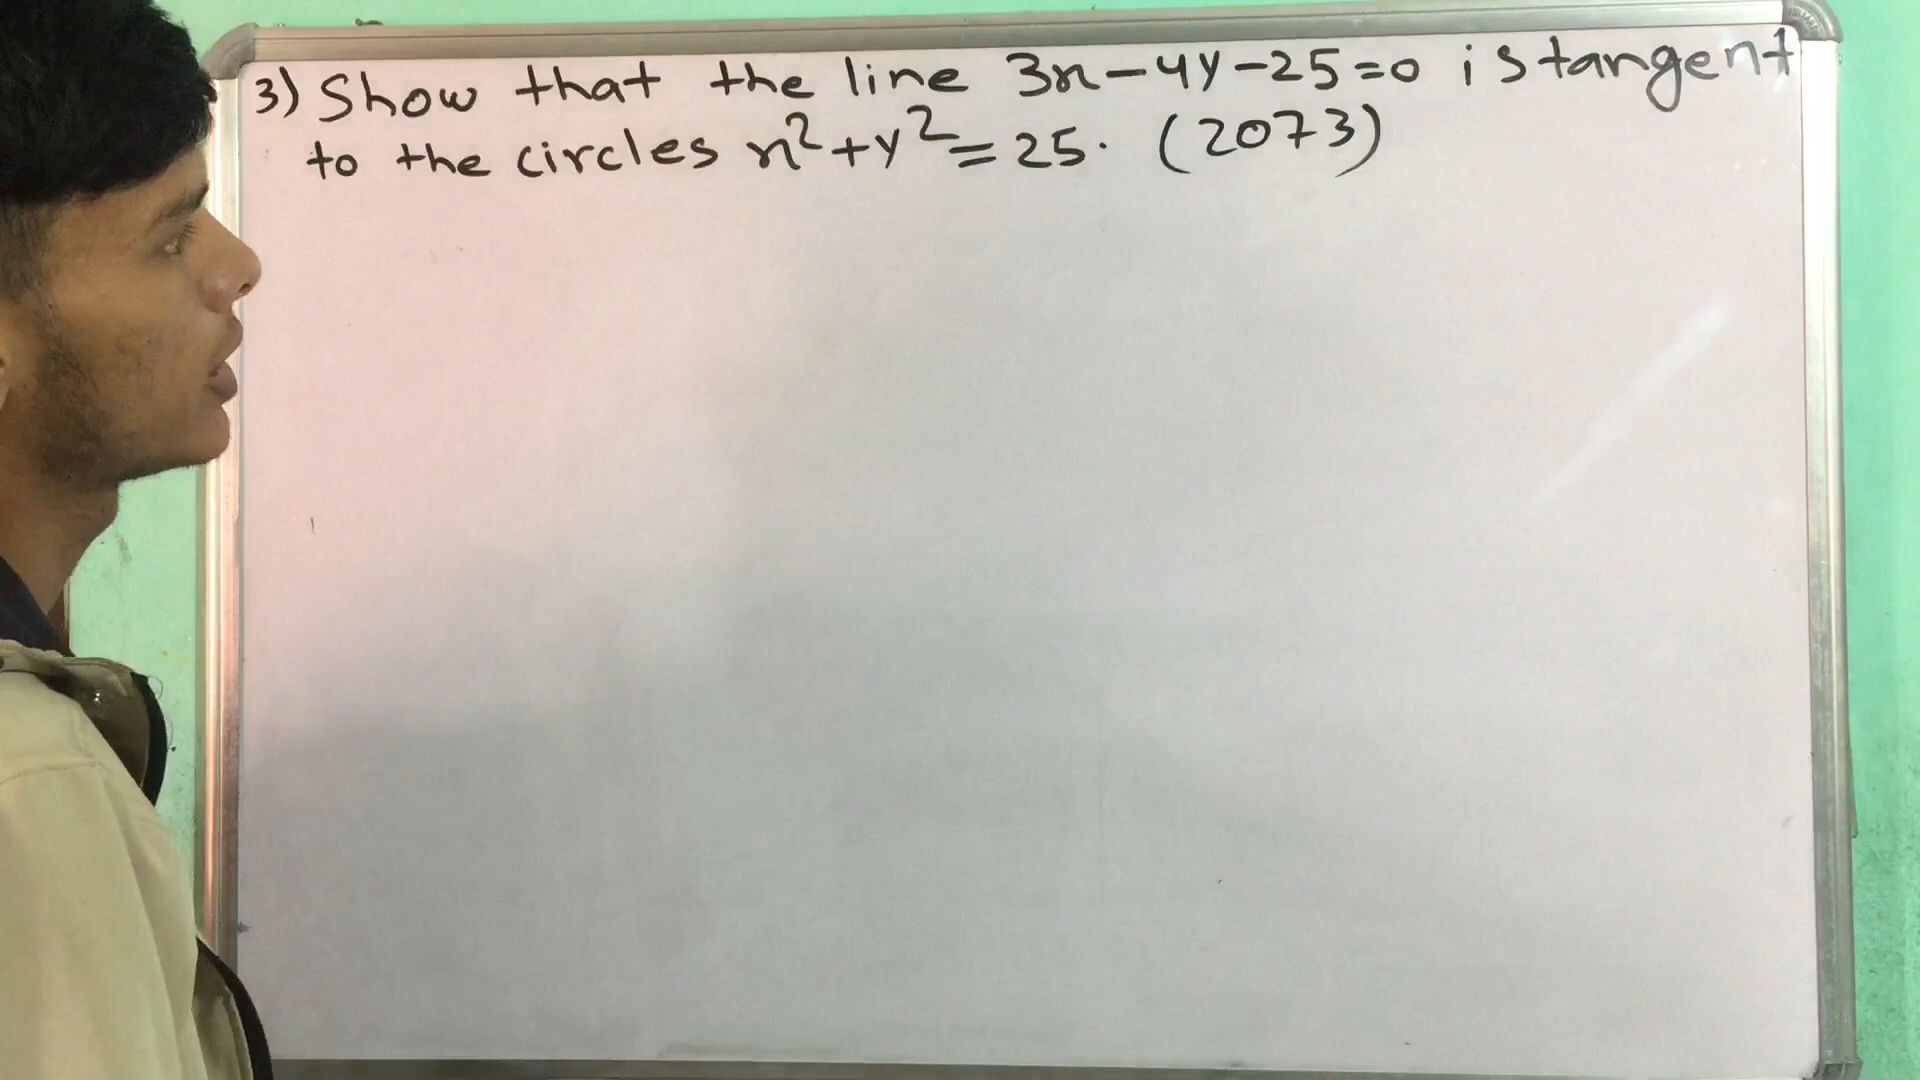 3) Show that the line 3x-4y-25=0 is tangent
to the circles x²+y²=25. (2073)